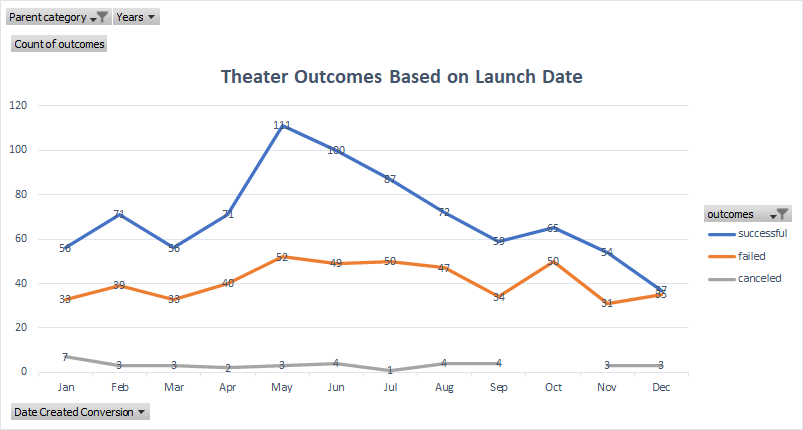 Parent category Years
Count of outcomes
Theater Outcomes Based on Launch Date
120
100
80
60
40
20
0
56 71 56 71 111 100 87 72 59 65 54 37
33 39 33 40 52 49 50 47 34 50 31 35
7 3 3 2 3 4 1 4 4 3 3
Jan Feb Mar Apr May Jun Jul Aug Sep Oct Nov Dec
outcomes
successful
failed
canceled
Date Created Conversion